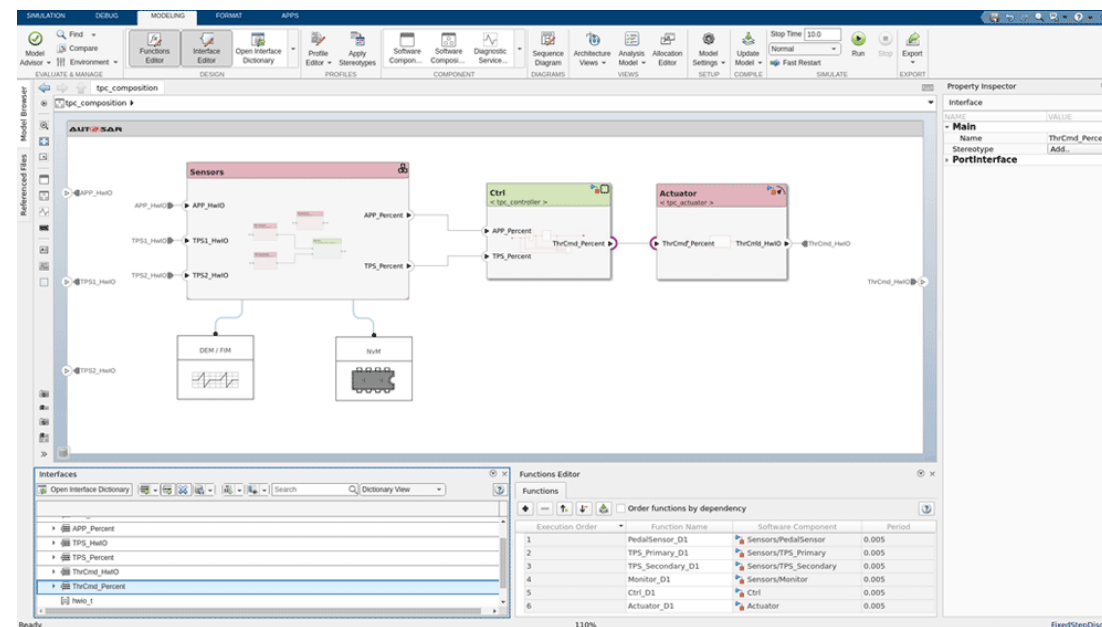 SIMULATION DEBUG MODELING FORMAT APPS
Model Advisor
Find
Compare
Environment
Functions Editor
Interface Editor
Open Interface Dictionary
Profile Editor
Apply Stereotypes
Software Compon...
Software Composi...
Diagnostic Service...
Sequence Diagram
Architecture Views
Analysis Model
Allocation Editor
Model Settings
Update Model
Stop Time 10.0
Normal
Fast Restart
Run
Stop
Export
EVALUATE & MANAGE DESIGN PROFILES COMPONENT DIAGRAMS VIEWS SETUP COMPILE SIMULATE EXPORT
Model Browser
Referenced Files
tpc_composition
tpc_composition
AUTOSAR
Sensors
APP_HwIO
APP_HwIO
APP_HwIO
APP_Percent
TPS1_HwIO
TPS1_HwIO
TPS_Percent
TPS2_HwIO
TPS2_HwIO
TPS1_HwIO
TPS2_HwIO
DEM / FIM
NvM
Ctrl
< tpc_controller >
APP_Percent
ThrCmd_Percent
TPS_Percent
Actuator
< tpc_actuator >
ThrCmd_Percent
ThrCmd_HwIO
ThrCmd_HwIO
ThrCmd_HwIO
Property Inspector
Interface
NAME VALUE
Main
Name ThrCmd_Perce
Stereotype Add..
PortInterface
Interfaces
Open Interface Dictionary
Search
Dictionary View
APP_Percent
TPS_HwIO
TPS_Percent
ThrCmd_HwIO
ThrCmd_Percent
hwio_t
Functions Editor
Functions
Order functions by dependency
Execution Order Function Name Software Component Period
1 PedalSensor_D1 Sensors/PedalSensor 0.005
2 TPS_Primary_D1 Sensors/TPS_Primary 0.005
3 TPS_Secondary_D1 Sensors/TPS_Secondary 0.005
4 Monitor_D1 Sensors/Monitor 0.005
5 Ctrl_D1 Ctrl 0.005
6 Actuator_D1 Actuator 0.005
Ready 110% FixedStepDisc